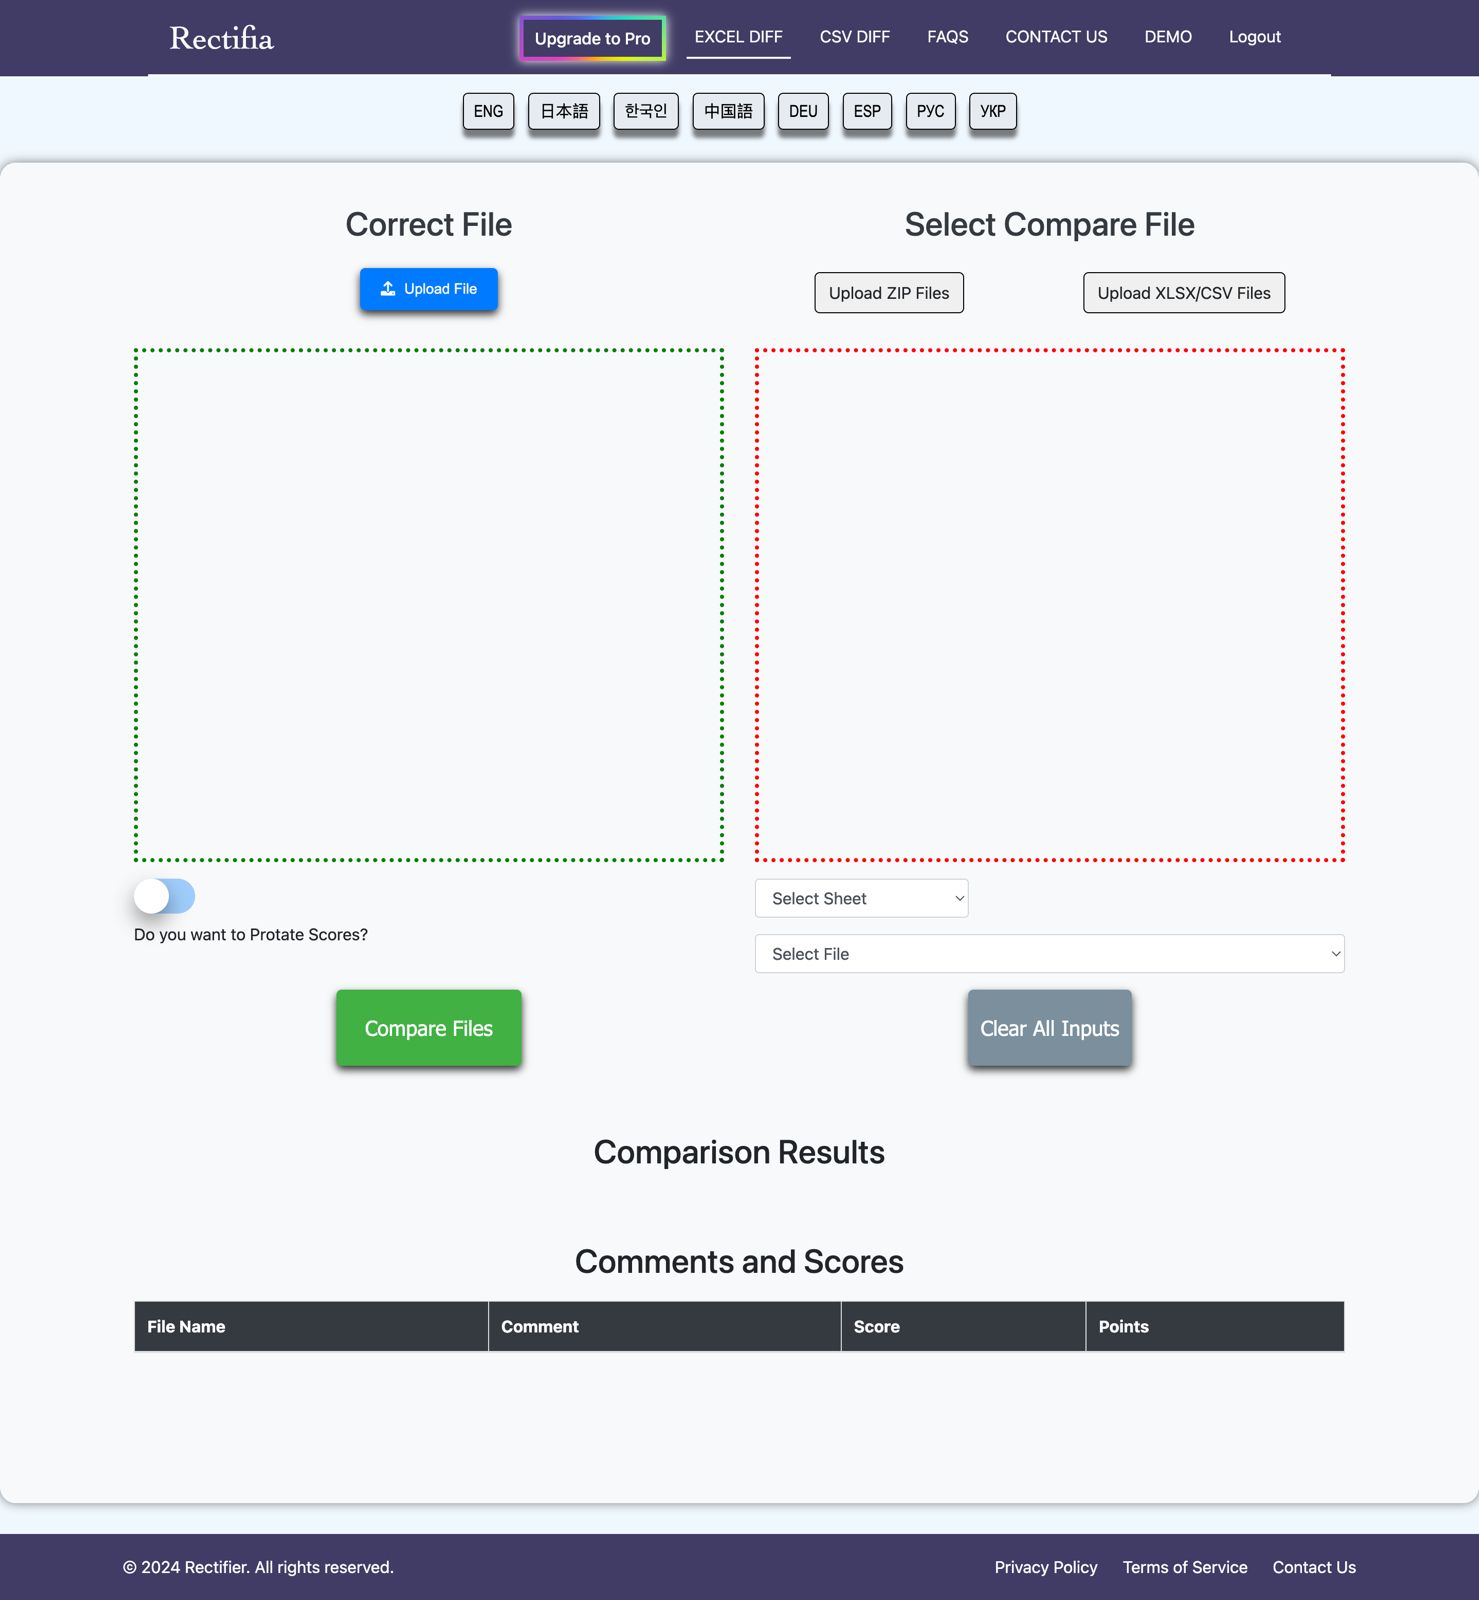 Rectifia
Upgrade to Pro
EXCEL DIFF
CSV DIFF
FAQS
CONTACT US
DEMO
Logout
ENG
日本語
한국인
中国語
DEU
ESP
РУС
УКР
Correct File
Upload File
Select Compare File
Upload ZIP Files
Upload XLSX/CSV Files
Do you want to Protate Scores?
Select Sheet
Select File
Compare Files
Clear All Inputs
Comparison Results
Comments and Scores
File Name
Comment
Score
Points
© 2024 Rectifier. All rights reserved.
Privacy Policy
Terms of Service
Contact Us